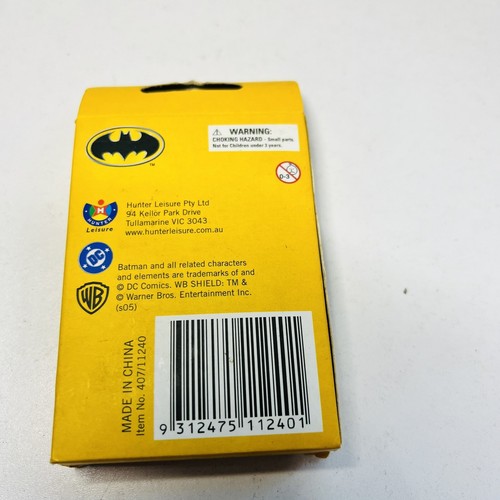 TM
WARNING:
CHOKING HAZARD - Small parts.
Not for Children under 3 years.
0-3
Hunter Leisure Pty Ltd
94 Keilor Park Drive
Tullamarine VIC 3043
www.hunterleisure.com.au
H
HUNTER
Leisure
DC
WB
Batman and all related characters
and elements are trademarks of and
© DC Comics. WB SHIELD: TM &
© Warner Bros. Entertainment Inc.
(s05)
MADE IN CHINA
Item No. 407/11240
9 312475 112401